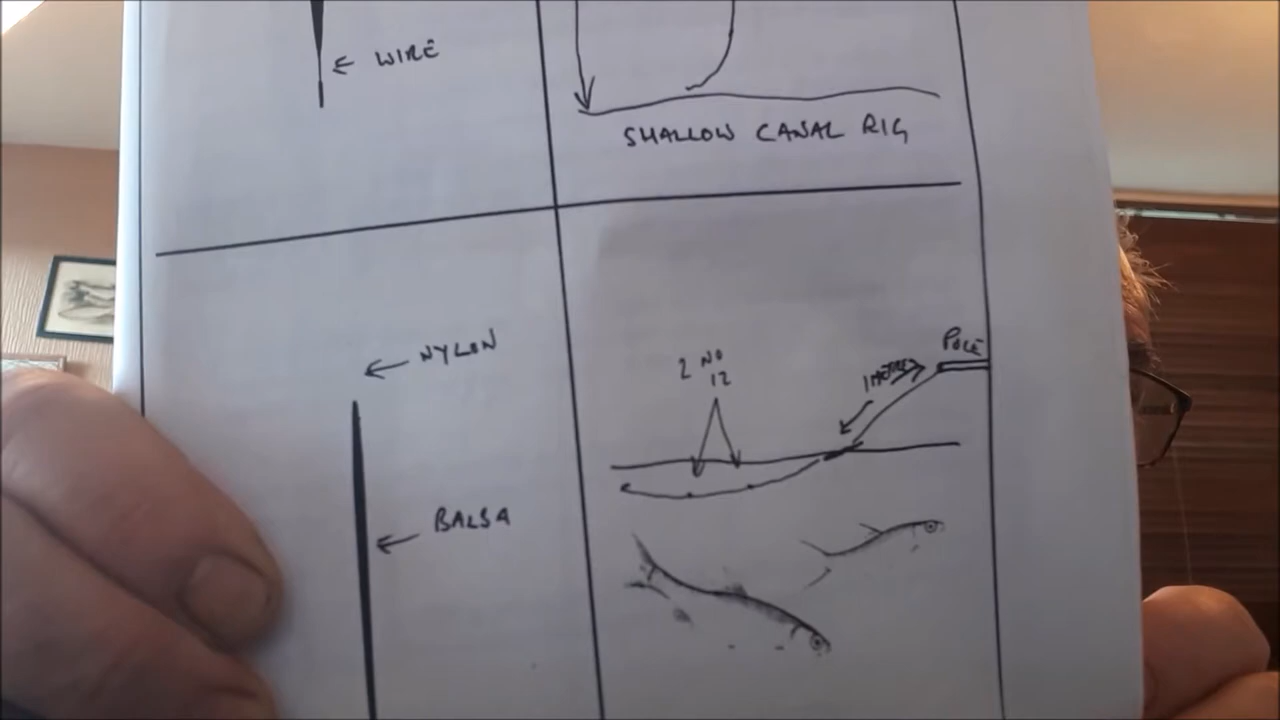 ← WIRE
SHALLOW CANAL RIG
← NYLON
← BALSA
2 NO
12
POLE